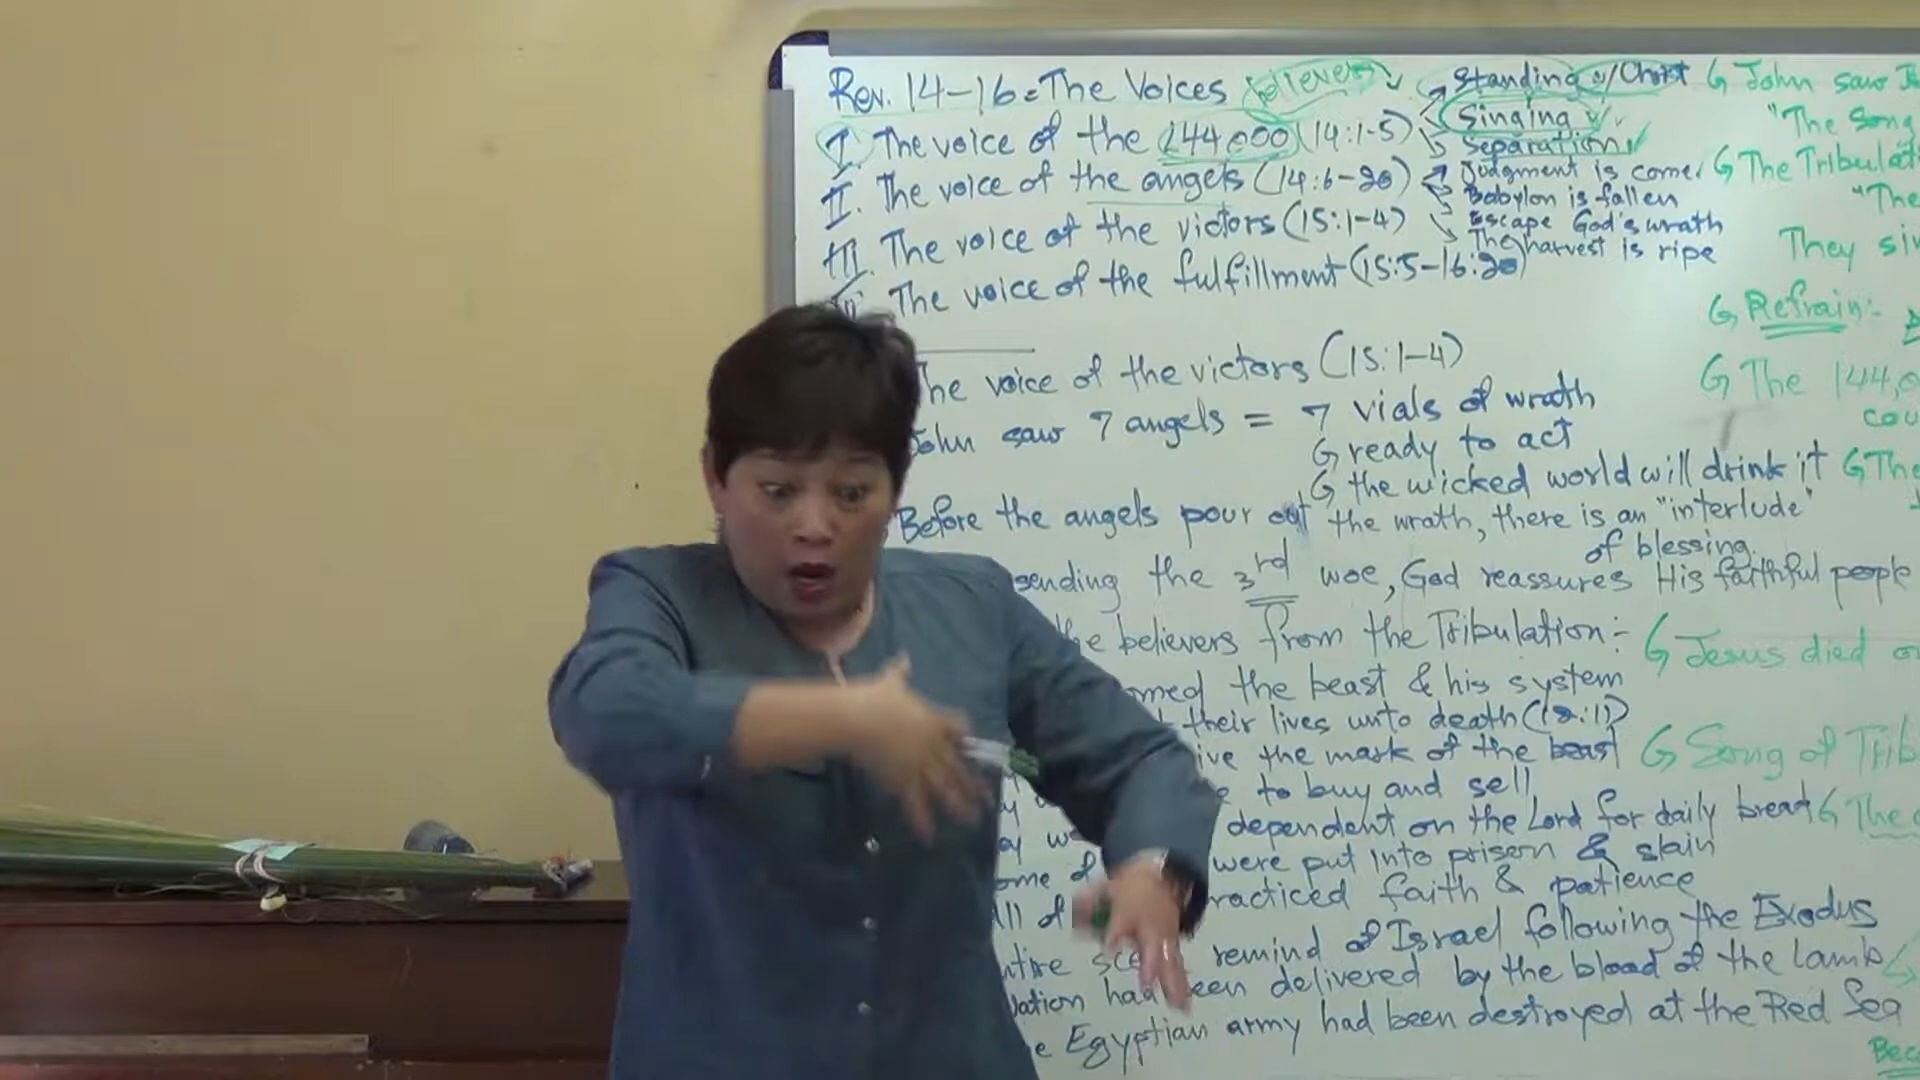 Rev. 14-16 = The Voices believers
Standing w/Christ
Singing
Separation
I. The voice of the 144,000 (14:1-5)
II. The voice of the angels (14:6-20)
Judgment is come
Babylon is fallen
Escape God's wrath
The harvest is ripe
III. The voice of the victors (15:1-4)
The voice of the fulfillment (15:5-16:20)
The voice of the victors (15:1-4)
John saw 7 angels = 7 vials of wrath
ready to act
the wicked world will drink it
Before the angels pour out the wrath, there is an "interlude"
of blessing
sending the 3rd woe, God reassures His faithful people
believers from the Tribulation:-
the beast & his system
their lives unto death (12:11)
the mark of the beast
to buy and sell
dependent on the Lord for daily bread
were put into prison & slain
faith & patience
remind of Israel following the Exodus
had been delivered by the blood of the lamb
Egyptian army had been destroyed at the Red Sea
John saw
"The Song
The
"The
They
Refrain:-
The
The
Jesus died
Song of
The